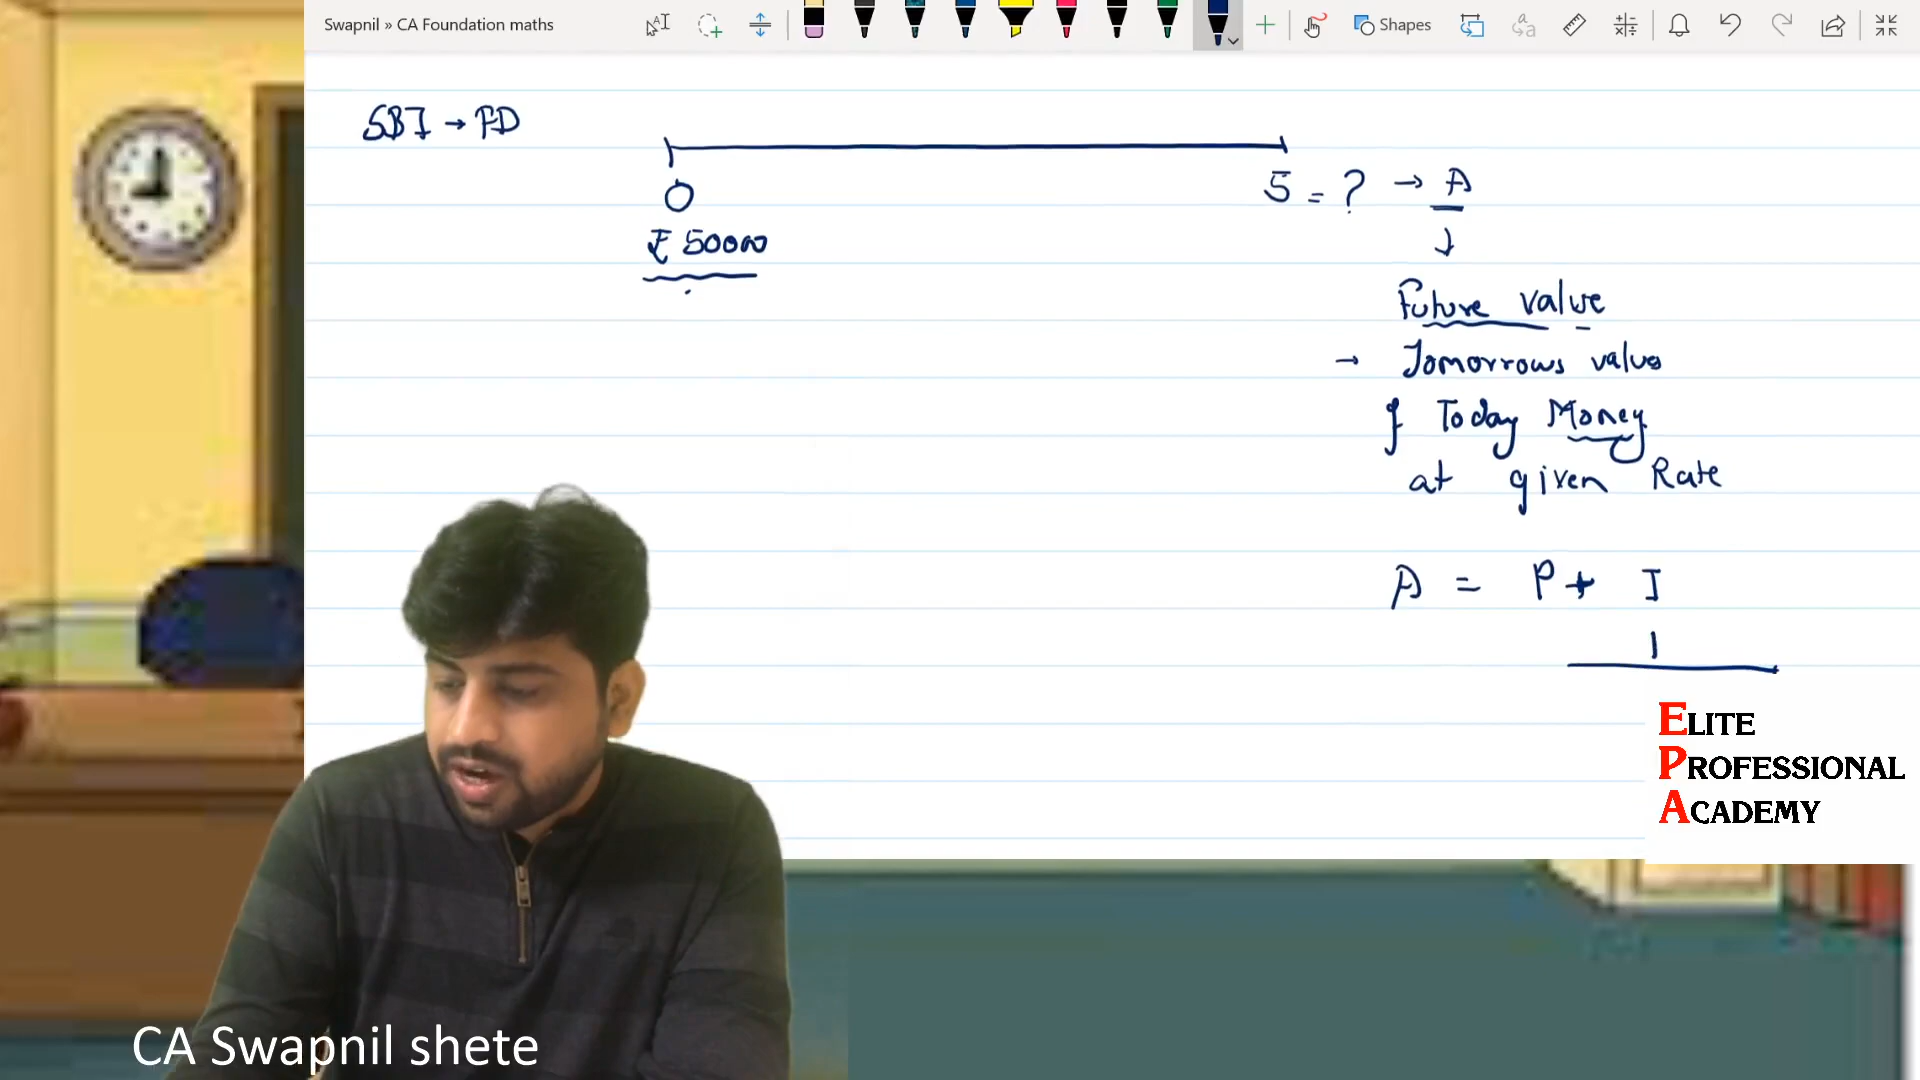 Swapnil » CA Foundation maths
Shapes
SBI → FD
0
5 = ? → A
₹ 50000
↓
Future value
→ Tomorrows value
of Today Money
at given Rate
A = P + I
ELITE
PROFESSIONAL
ACADEMY
CA Swapnil shete